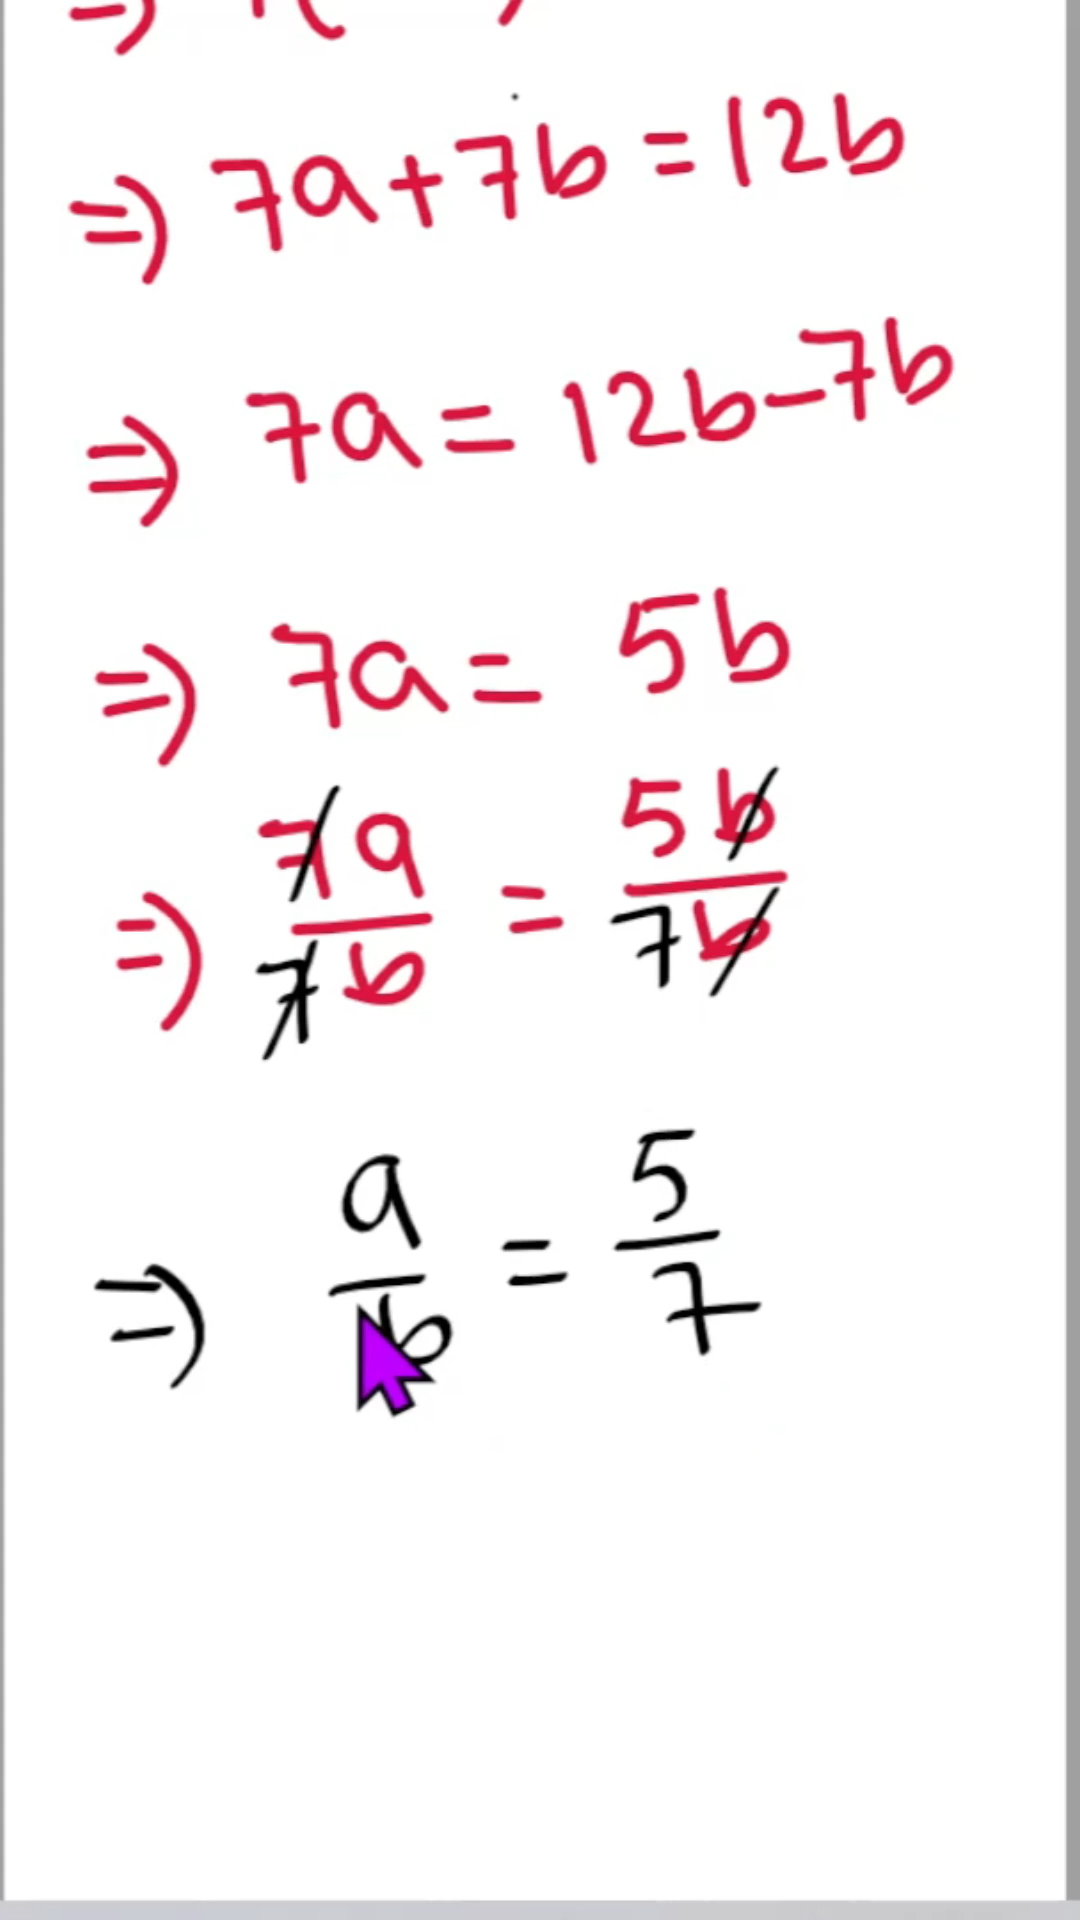 ⇒ 7a+7b = 12b
⇒ 7a = 12b-7b
⇒ 7a = 5b
⇒ 7a/7b = 5b/7b
⇒ a/b = 5/7